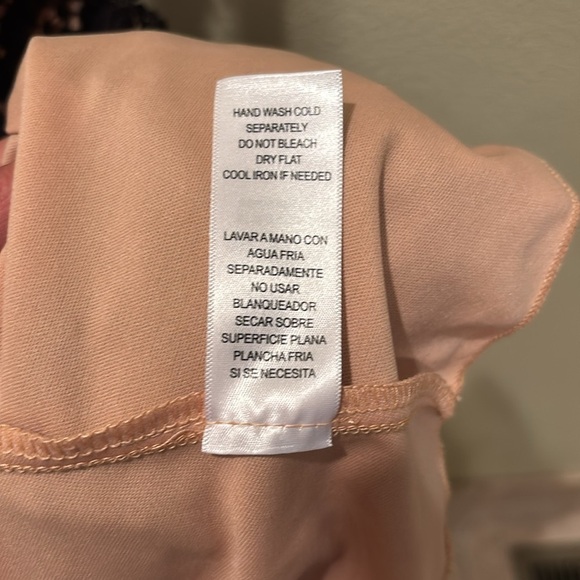 HAND WASH COLD
SEPARATELY
DO NOT BLEACH
DRY FLAT
COOL IRON IF NEEDED
LAVAR A MANO CON
AGUA FRIA
SEPARADAMENTE
NO USAR
BLANQUEADOR
SECAR SOBRE
SUPERFICIE PLANA
PLANCHA FRIA
SI SE NECESITA